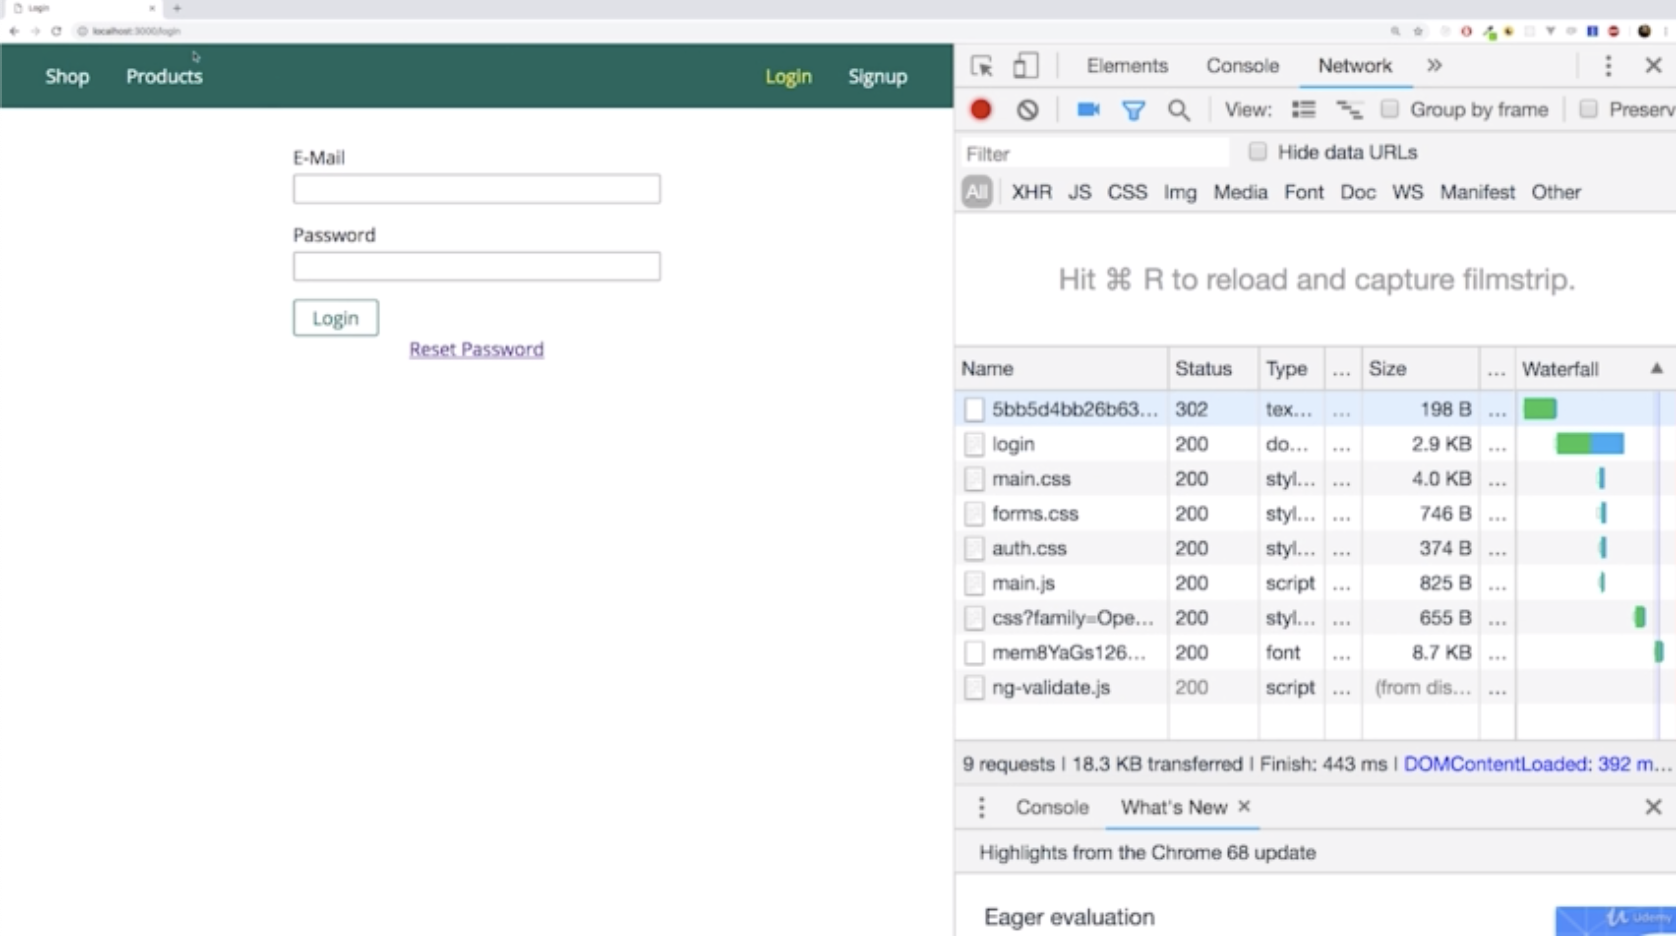 Login
localhost:3000/login
Shop Products Login Signup
E-Mail
Password
Login
Reset Password
Elements Console Network
View: Group by frame Preserv
Filter Hide data URLs
All XHR JS CSS Img Media Font Doc WS Manifest Other
Hit ⌘ R to reload and capture filmstrip.
Name Status Type ... Size ... Waterfall
5bb5d4bb26b63... 302 tex... ... 198 B ...
login 200 do... ... 2.9 KB ...
main.css 200 styl... ... 4.0 KB ...
forms.css 200 styl... ... 746 B ...
auth.css 200 styl... ... 374 B ...
main.js 200 script ... 825 B ...
css?family=Ope... 200 styl... ... 655 B ...
mem8YaGs126... 200 font ... 8.7 KB ...
ng-validate.js 200 script ... (from dis... ...
9 requests | 18.3 KB transferred | Finish: 443 ms | DOMContentLoaded: 392 m...
Console What's New
Highlights from the Chrome 68 update
Eager evaluation
Udemy